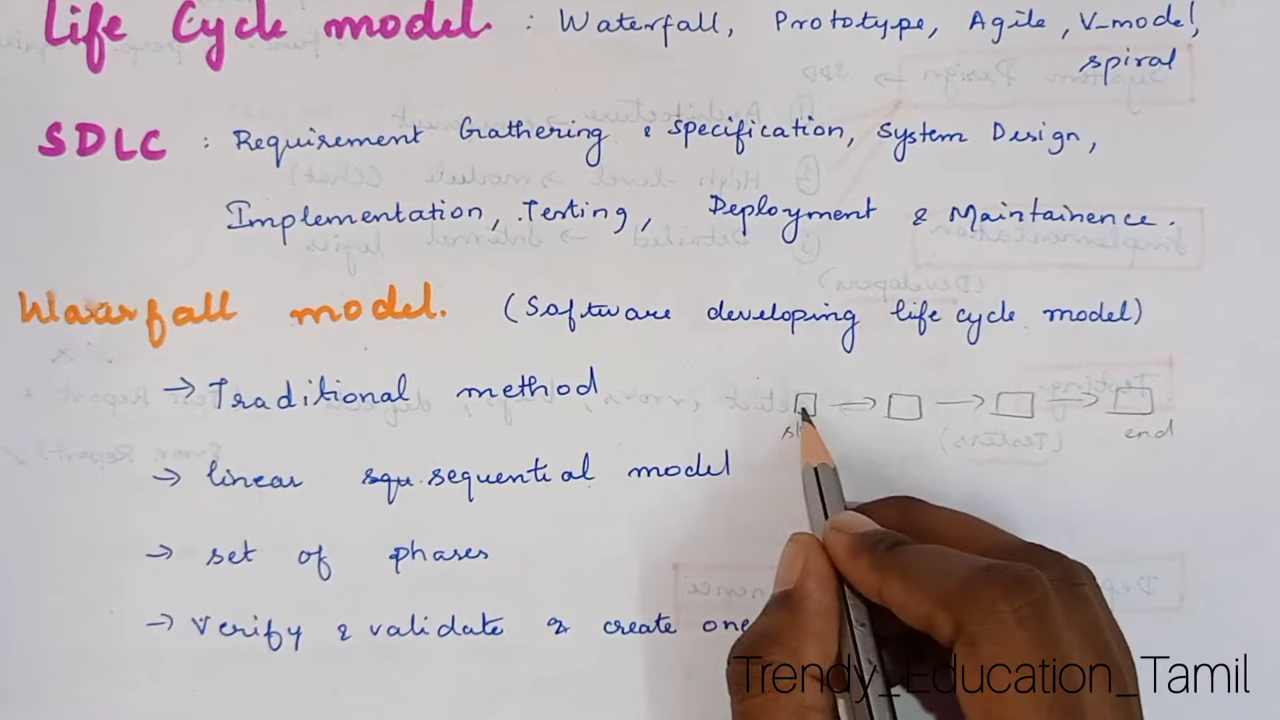 Life Cycle model : Waterfall, Prototype, Agile, V-model,
spiral
SDLC : Requirement Gathering & specification, System Design,
Implementation, Testing, Deployment & Maintainence.
Waterfall model. (Software developing life cycle model)
→ Traditional method
end
→ linear squ.sequential model
→ set of phases
→ Verify & validate & create one
Trendy_Education_Tamil